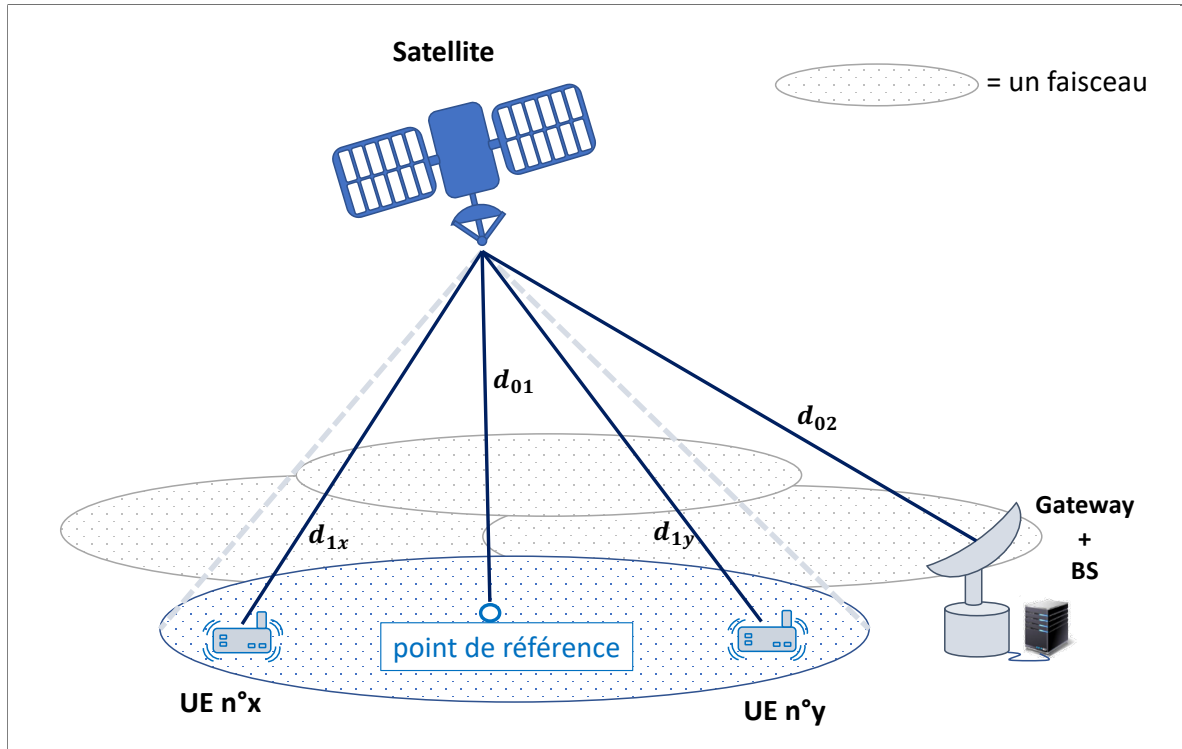 Satellite
= un faisceau
d01
d02
d1x
d1y
Gateway
+
BS
point de référence
UE n°x
UE n°y